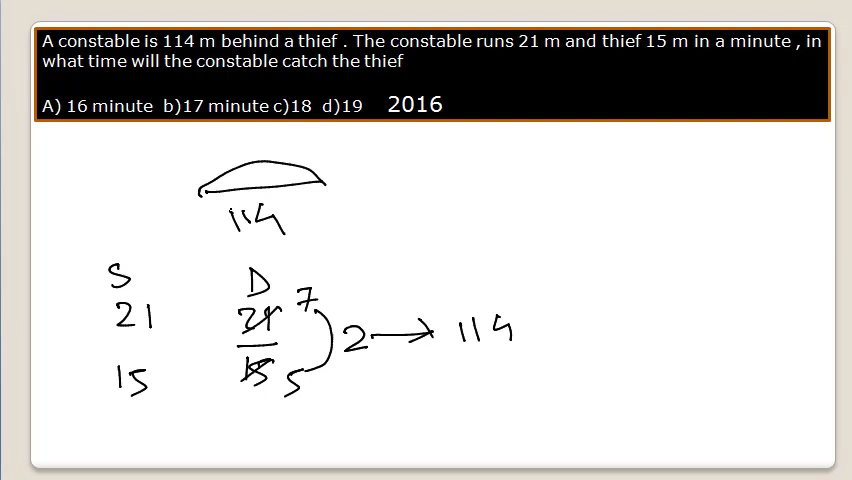 A constable is 114 m behind a thief . The constable runs 21 m and thief 15 m in a minute , in
what time will the constable catch the thief
A) 16 minute b)17 minute c)18 d)19 2016
114
S D
21 21 7
2 → 114
15 15 5